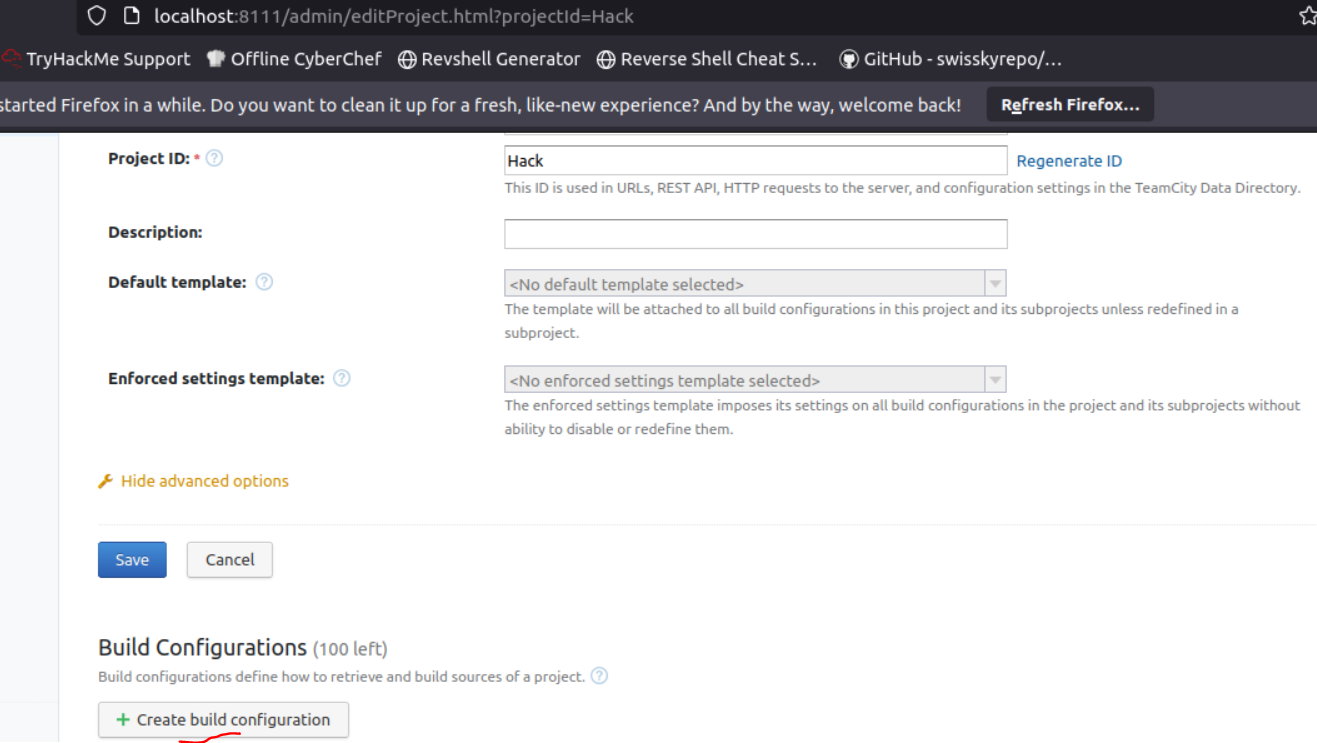 localhost:8111/admin/editProject.html?projectId=Hack
TryHackMe Support Offline CyberChef Revshell Generator Reverse Shell Cheat S... GitHub - swisskyrepo/...
started Firefox in a while. Do you want to clean it up for a fresh, like-new experience? And by the way, welcome back! Refresh Firefox...
Project ID: * ? Hack Regenerate ID
This ID is used in URLs, REST API, HTTP requests to the server, and configuration settings in the TeamCity Data Directory.
Description:
Default template: ? <No default template selected>
The template will be attached to all build configurations in this project and its subprojects unless redefined in a
subproject.
Enforced settings template: ? <No enforced settings template selected>
The enforced settings template imposes its settings on all build configurations in the project and its subprojects without
ability to disable or redefine them.
Hide advanced options
Save Cancel
Build Configurations (100 left)
Build configurations define how to retrieve and build sources of a project. ?
+ Create build configuration